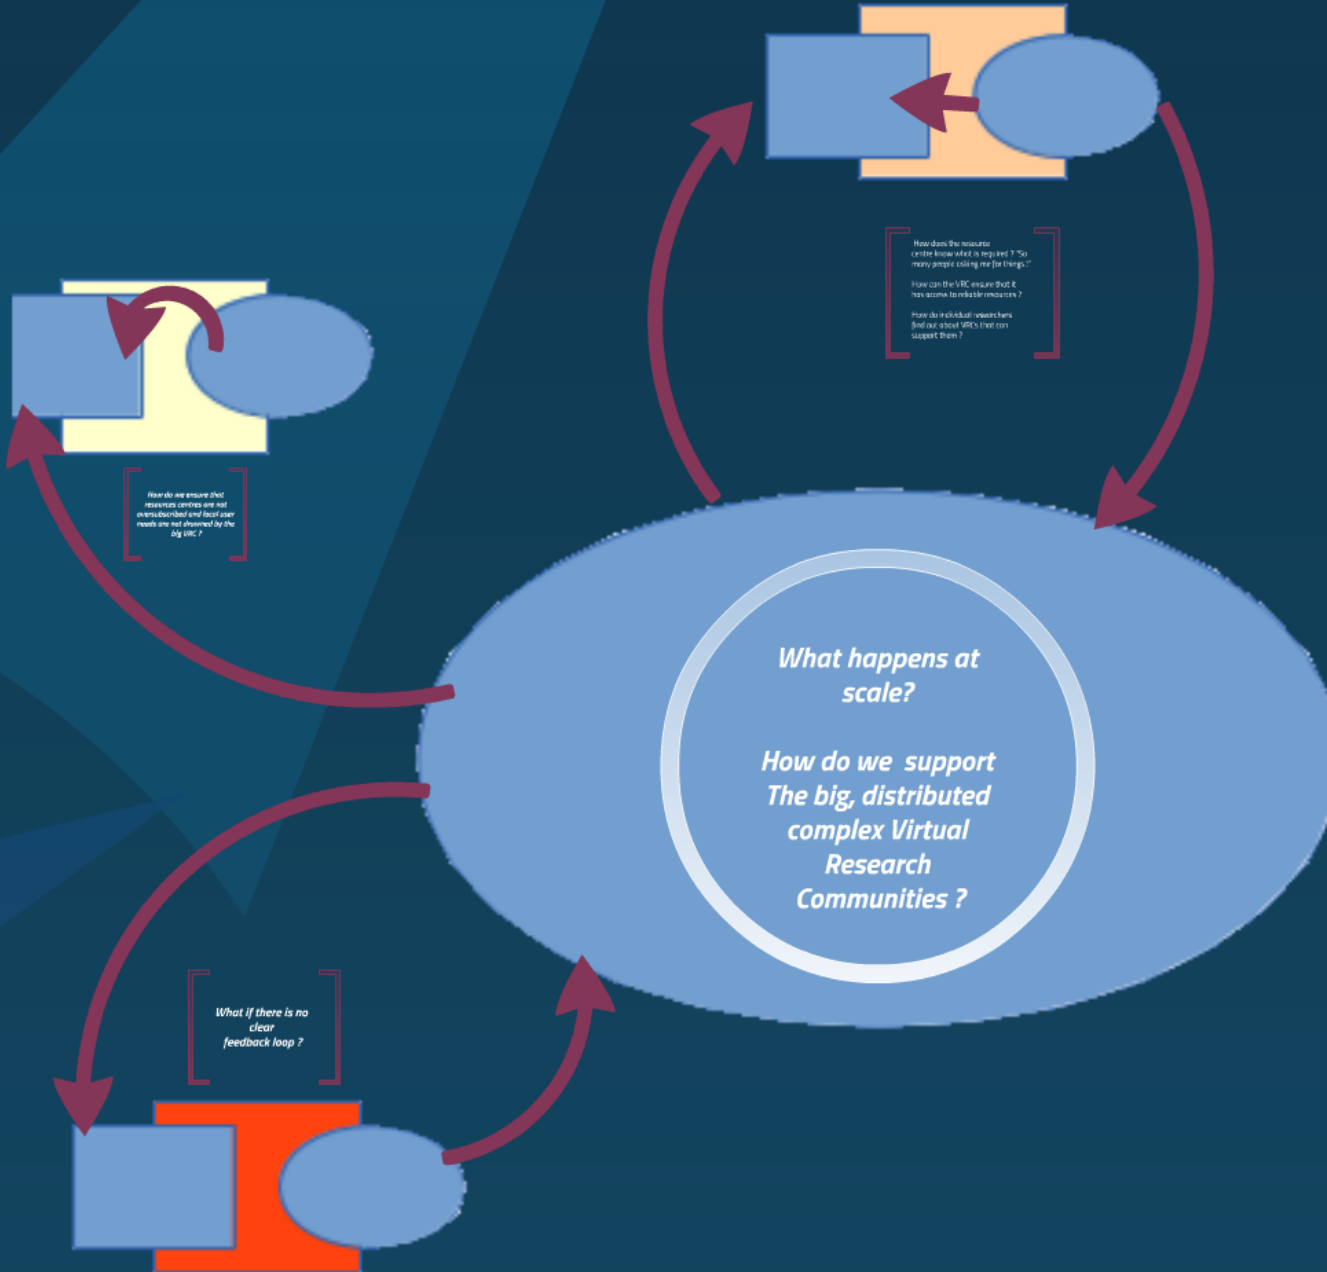 How does the resource
centre know what is required ? "So
many people asking me for things !"
How can the VRC ensure that it
has access to reliable resources ?
How do individual researchers
find out about VRCs that can
support them ?
How do we ensure that
resources centres are not
oversubscribed and local user
needs are not drowned by the
big VRC ?
What happens at
scale?
How do we support
The big, distributed
complex Virtual
Research
Communities ?
What if there is no
clear
feedback loop ?